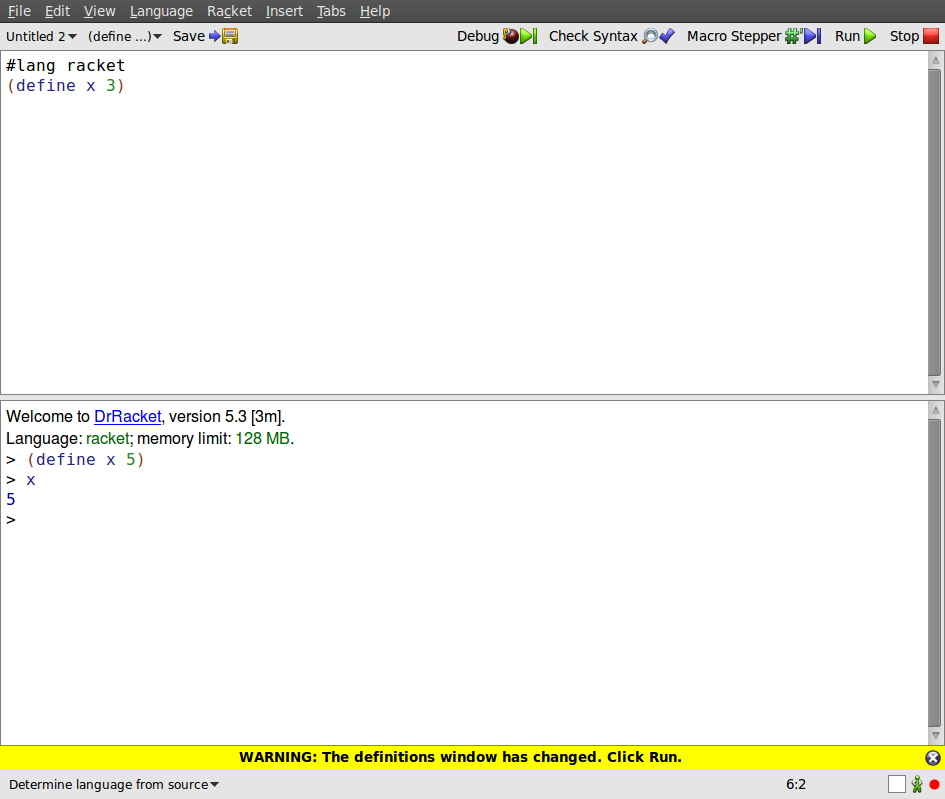 File Edit View Language Racket Insert Tabs Help
Untitled 2 (define ...) Save Debug Check Syntax Macro Stepper Run Stop
#lang racket
(define x 3)
Welcome to DrRacket, version 5.3 [3m].
Language: racket; memory limit: 128 MB.
> (define x 5)
> x
5
>
WARNING: The definitions window has changed. Click Run.
Determine language from source 6:2